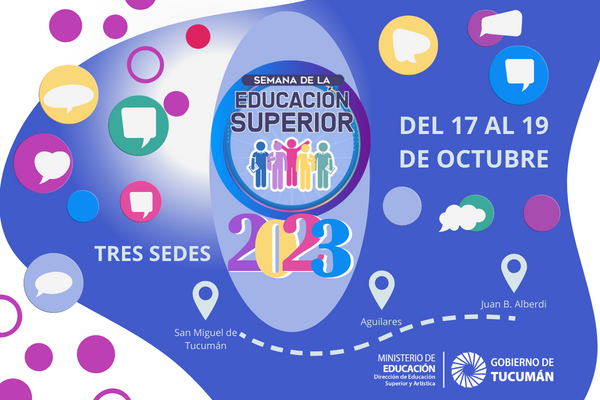 SEMANA DE LA
EDUCACIÓN
SUPERIOR
2023
DEL 17 AL 19
DE OCTUBRE
TRES SEDES
San Miguel de
Tucumán
Aguilares
Juan B. Alberdi
MINISTERIO DE
EDUCACIÓN
Dirección de Educación
Superior y Artística
GOBIERNO DE
TUCUMÁN